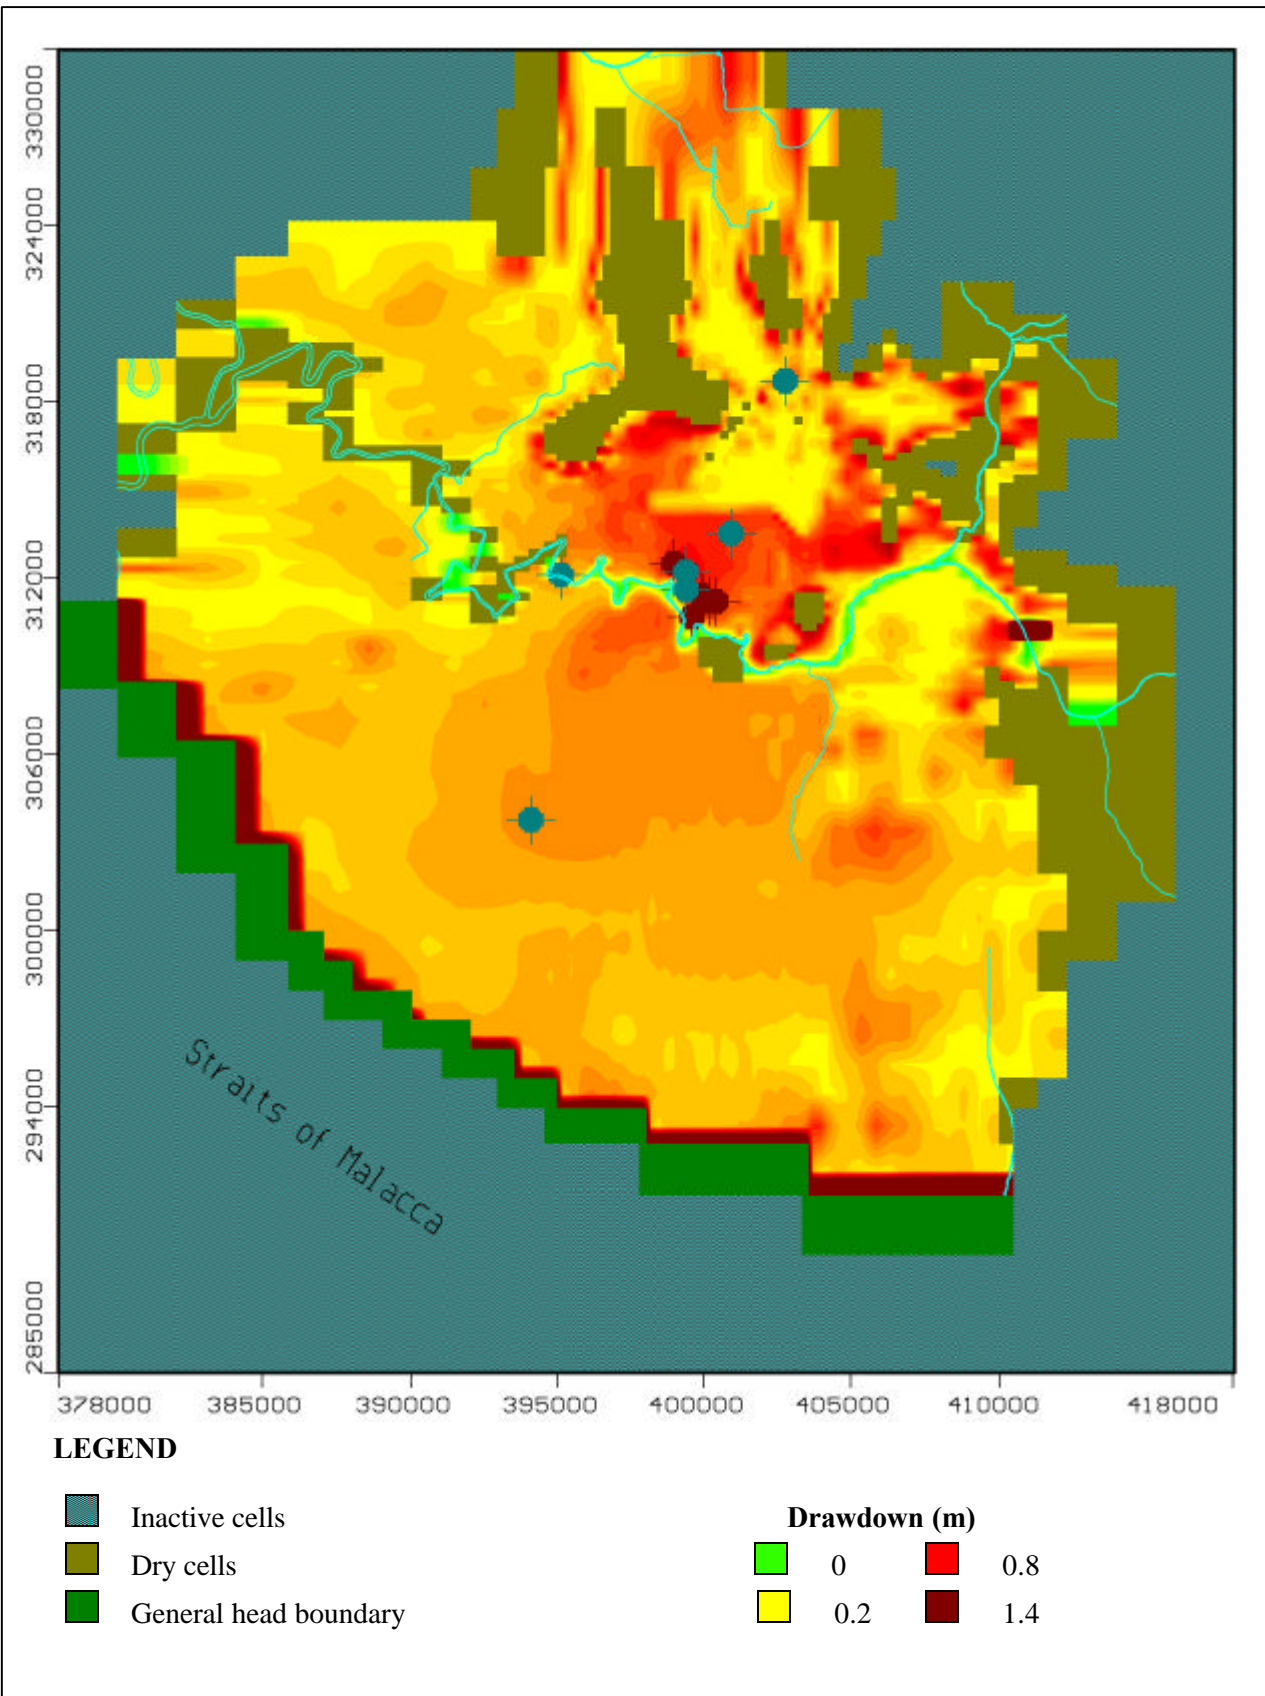 330000
324000
318000
312000
306000
300000
294000
285000
Straits of Malacca
378000 385000 390000 395000 400000 405000 410000 418000
LEGEND
Inactive cells
Dry cells
General head boundary
Drawdown (m)
0 0.8
0.2 1.4